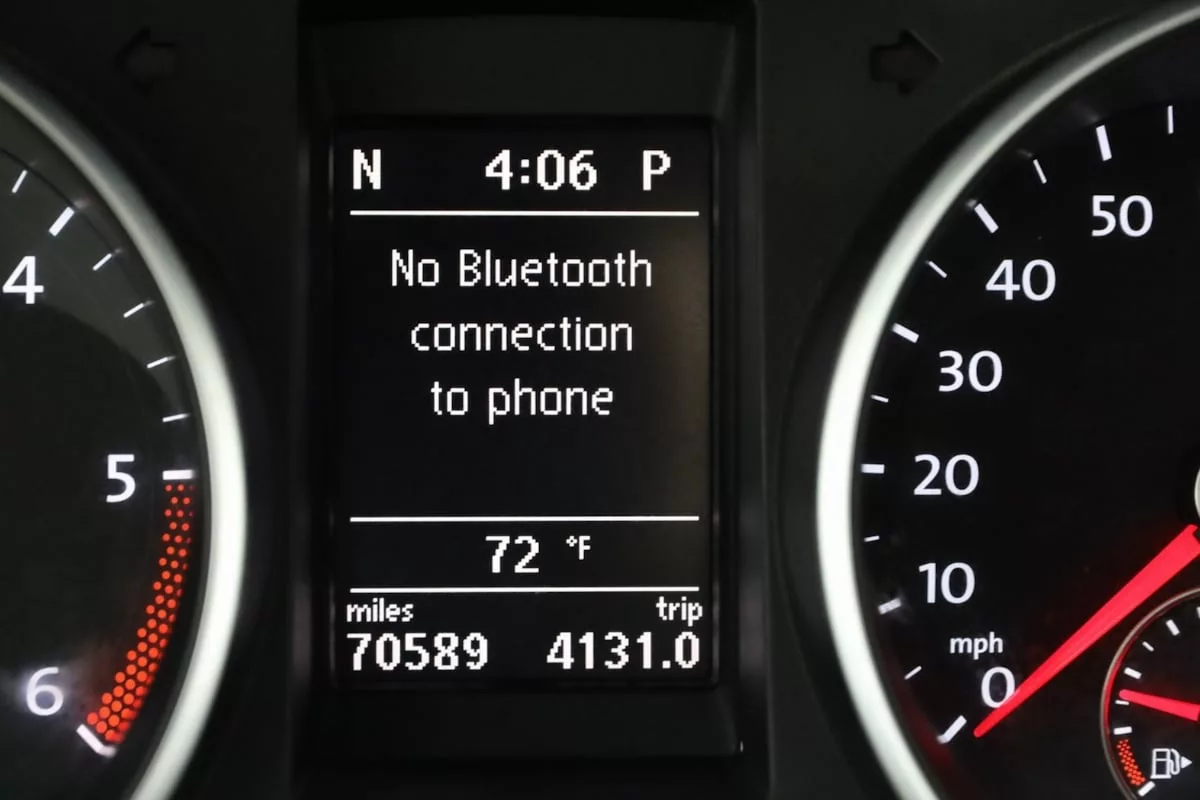 N 4:06 P
No Bluetooth
connection
to phone
72 °F
miles trip
70589 4131.0
4
5
6
50
40
30
20
10
mph
0